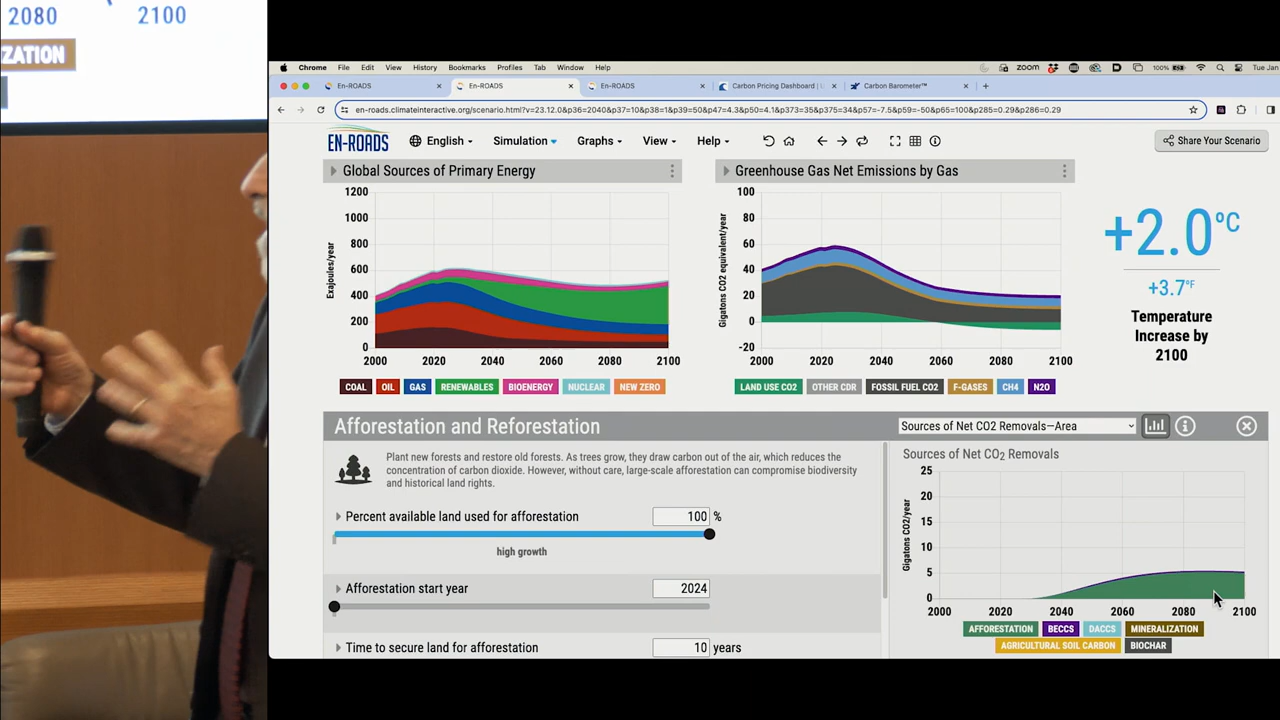 2080 2100
ZATION
Chrome File Edit View History Bookmarks Profiles Tab Window Help
zoom 100% Tue Jan
En-ROADS En-ROADS En-ROADS Carbon Pricing Dashboard | Carbon Barometer™
en-roads.climateinteractive.org/scenario.html?v=23.12.0&p36=2040&p37=10&p38=1&p39=50&p47=4.3&p50=4.1&p373=35&p375=34&p57=-7.5&p59=-50&p65=100&p285=0.29&p286=0.29
EN-ROADS
English Simulation Graphs View Help
Share Your Scenario
Global Sources of Primary Energy
Exajoules/year
1200
1000
800
600
400
200
0
2000 2020 2040 2060 2080 2100
COAL OIL GAS RENEWABLES BIOENERGY NUCLEAR NEW ZERO
Greenhouse Gas Net Emissions by Gas
Gigatons CO2 equivalent/year
100
80
60
40
20
0
-20
2000 2020 2040 2060 2080 2100
LAND USE CO2 OTHER CDR FOSSIL FUEL CO2 F-GASES CH4 N2O
+2.0°C
+3.7°F
Temperature
Increase by
2100
Afforestation and Reforestation
Plant new forests and restore old forests. As trees grow, they draw carbon out of the air, which reduces the
concentration of carbon dioxide. However, without care, large-scale afforestation can compromise biodiversity
and historical land rights.
Percent available land used for afforestation 100 %
high growth
Afforestation start year 2024
Time to secure land for afforestation 10 years
Sources of Net CO2 Removals—Area
Sources of Net CO2 Removals
Gigatons CO2/year
25
20
15
10
5
0
2000 2020 2040 2060 2080 2100
AFFORESTATION BECCS DACCS MINERALIZATION
AGRICULTURAL SOIL CARBON BIOCHAR